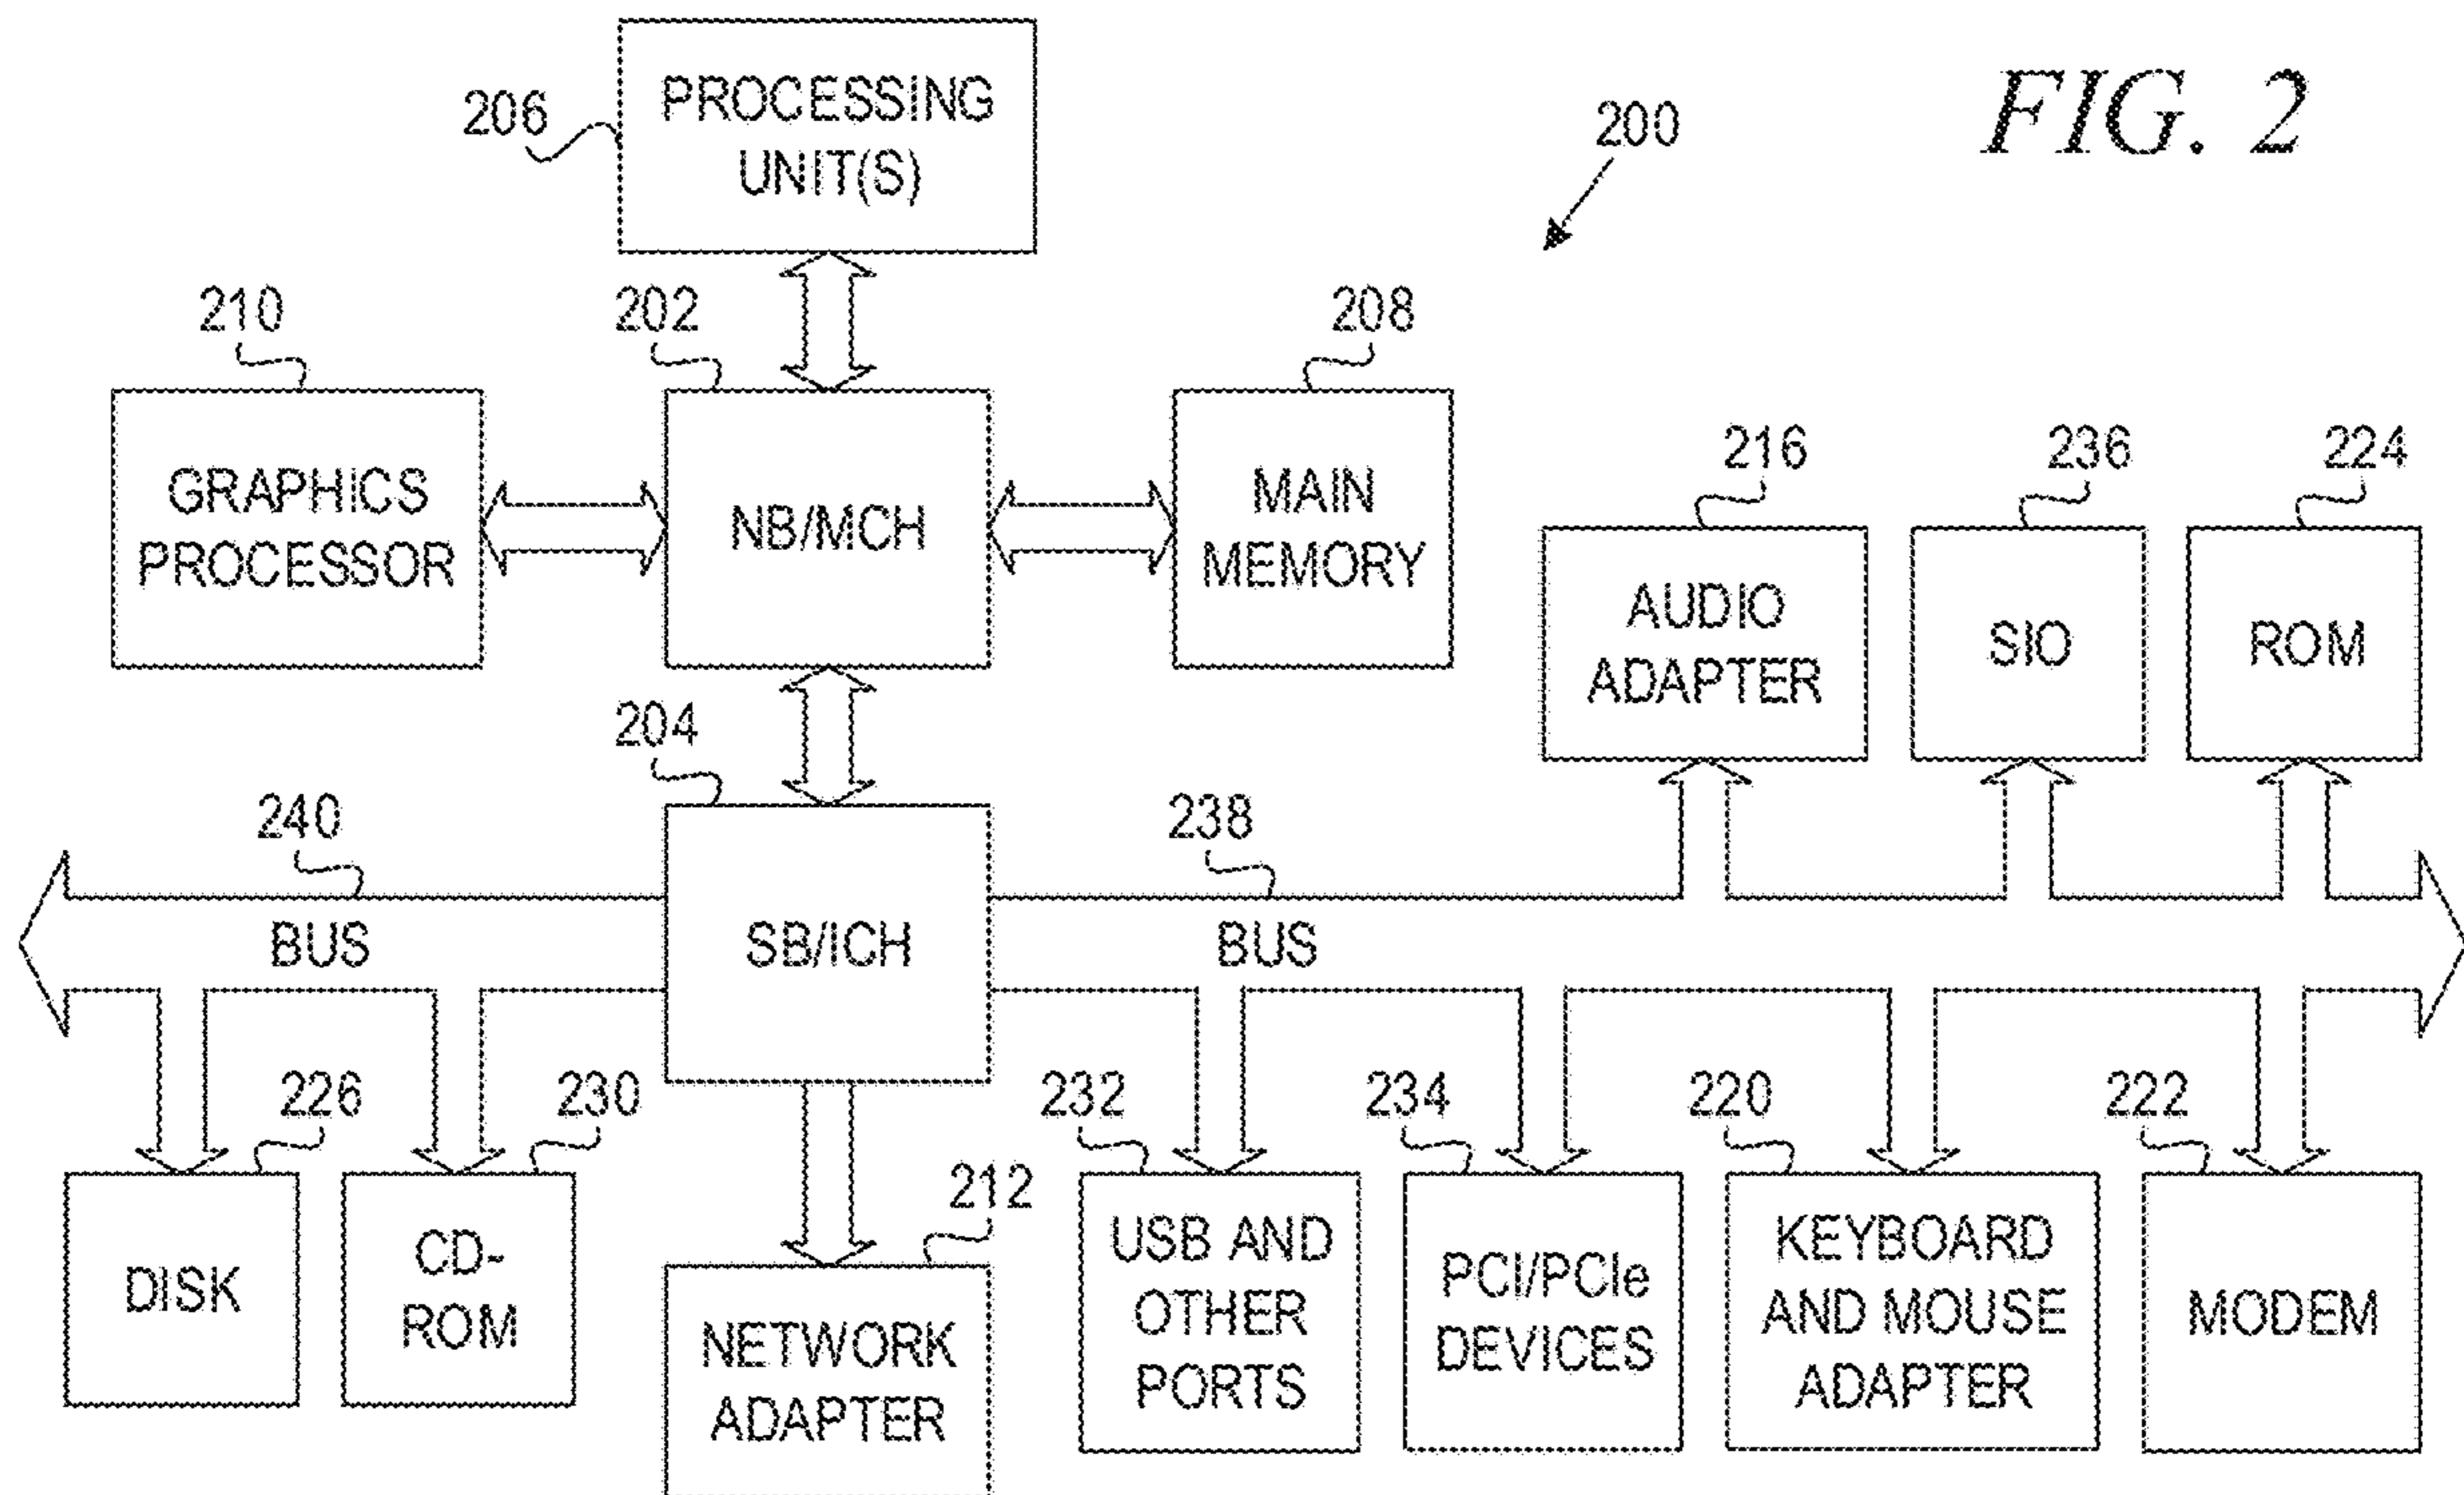 FIG. 2
200
206
PROCESSING
UNIT(S)
210
202
208
GRAPHICS
PROCESSOR
NB/MCH
MAIN
MEMORY
216
236
224
AUDIO
ADAPTER
SIO
ROM
204
240
238
BUS
SB/ICH
BUS
226
230
232
234
220
222
212
DISK
CD-
ROM
NETWORK
ADAPTER
USB AND
OTHER
PORTS
PCI/PCIe
DEVICES
KEYBOARD
AND MOUSE
ADAPTER
MODEM